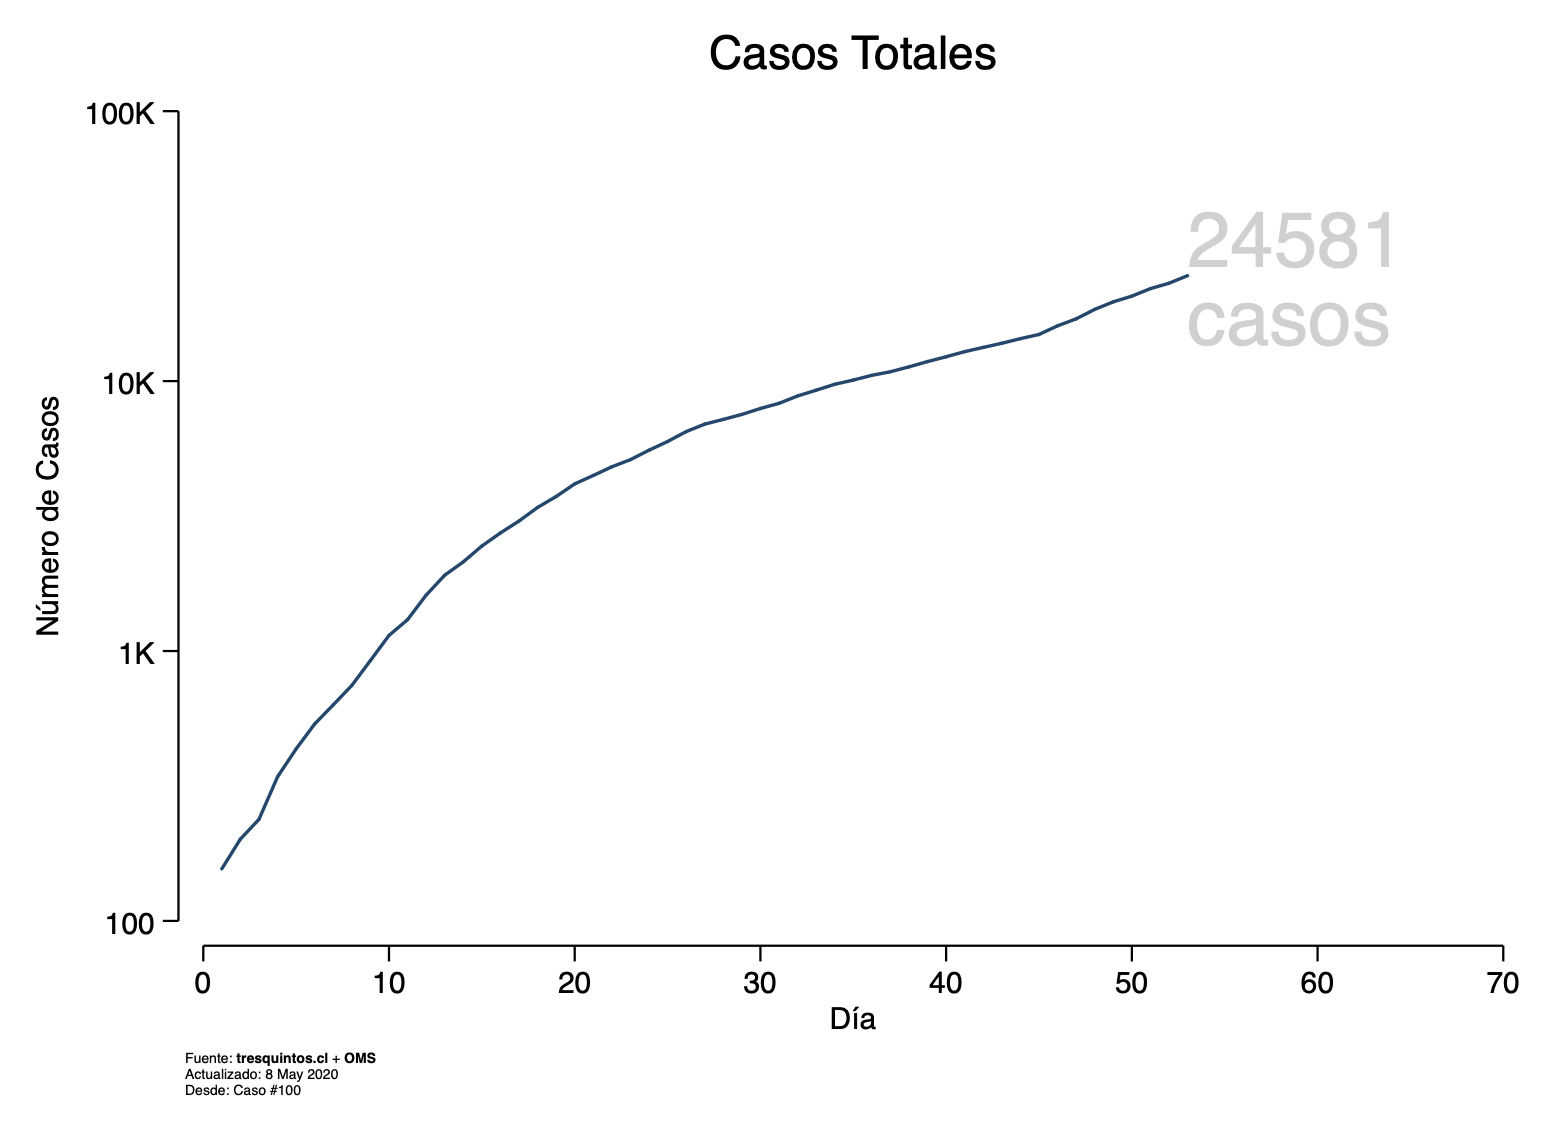 Casos Totales
100K
10K
1K
100
Número de Casos
24581
casos
0 10 20 30 40 50 60 70
Día
Fuente: tresquintos.cl + OMS
Actualizado: 8 May 2020
Desde: Caso #100